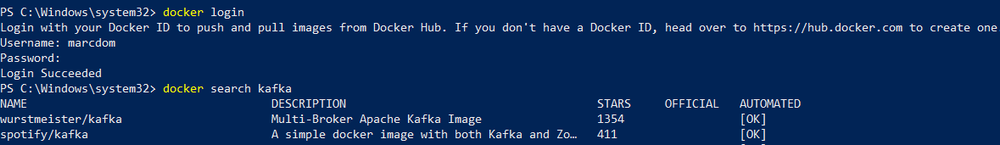 PS C:\Windows\system32> docker login
Login with your Docker ID to push and pull images from Docker Hub. If you don't have a Docker ID, head over to https://hub.docker.com to create one.
Username: marcdom
Password:
Login Succeeded
PS C:\Windows\system32> docker search kafka
NAME DESCRIPTION STARS OFFICIAL AUTOMATED
wurstmeister/kafka Multi-Broker Apache Kafka Image 1354 [OK]
spotify/kafka A simple docker image with both Kafka and Zo… 411 [OK]